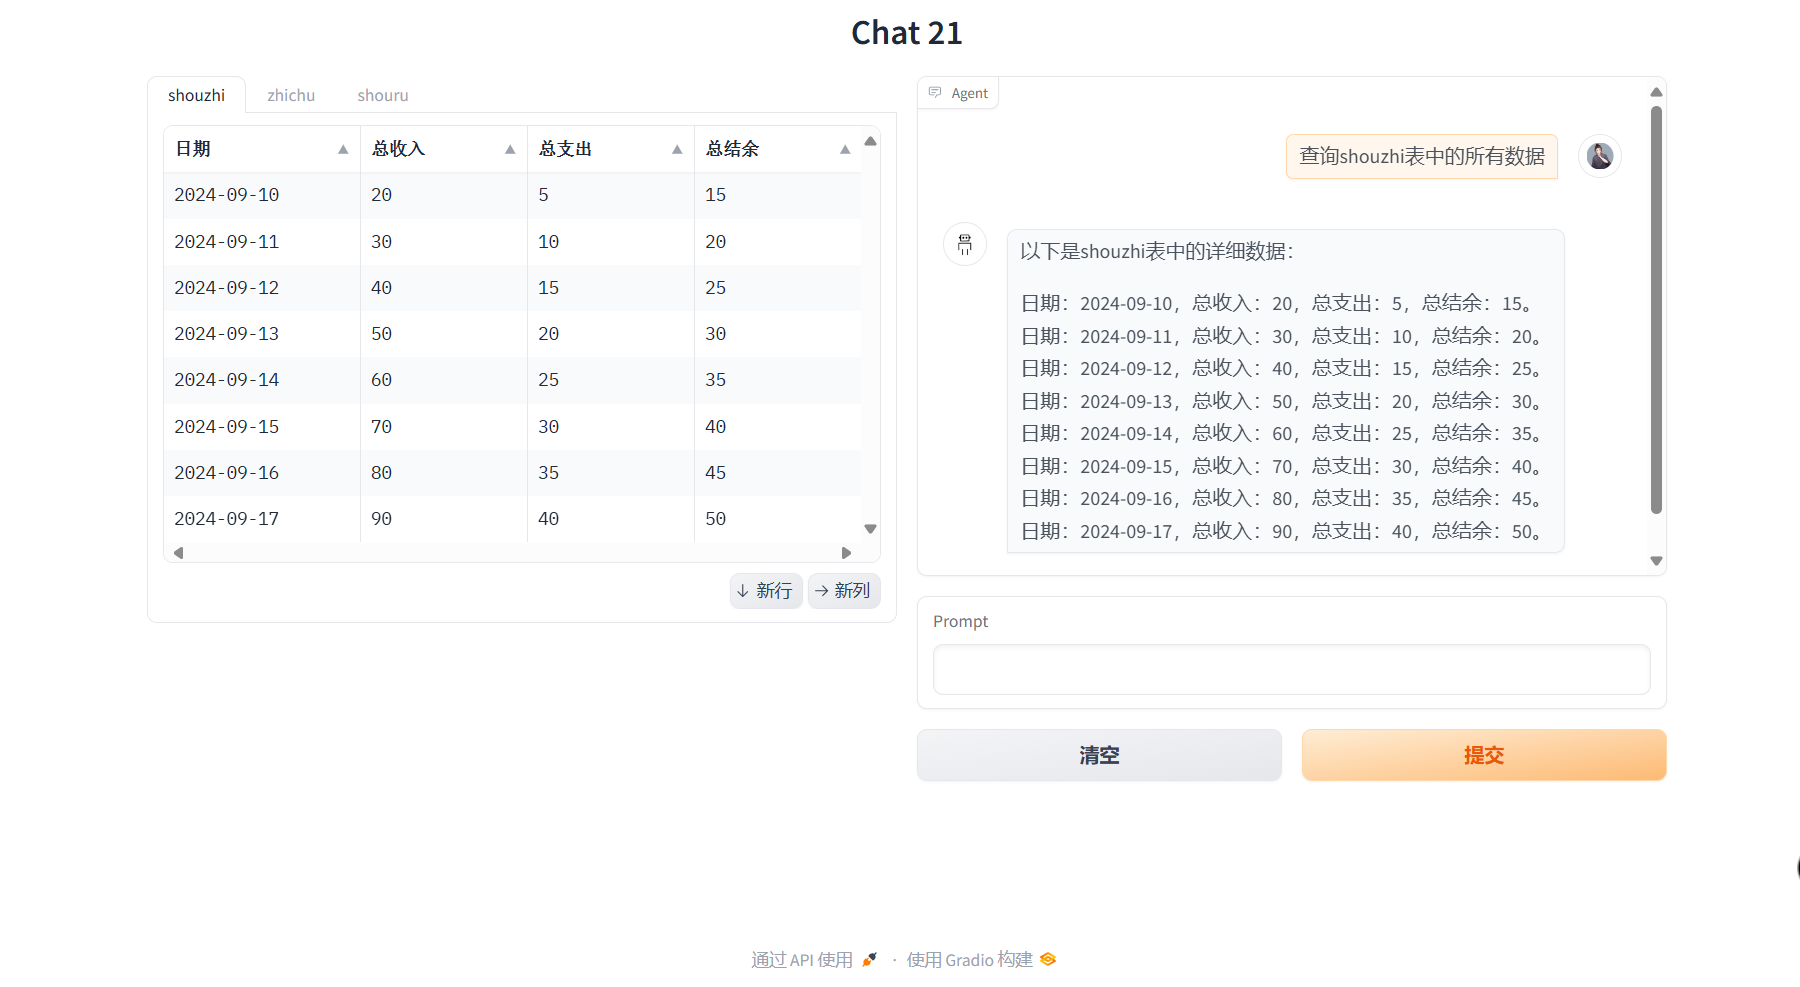 Chat 21
shouzhi zhichu shouru
日期 总收入 总支出 总结余
2024-09-10 20 5 15
2024-09-11 30 10 20
2024-09-12 40 15 25
2024-09-13 50 20 30
2024-09-14 60 25 35
2024-09-15 70 30 40
2024-09-16 80 35 45
2024-09-17 90 40 50
新行 新列
Agent
查询shouzhi表中的所有数据
以下是shouzhi表中的详细数据：
日期：2024-09-10，总收入：20，总支出：5，总结余：15。
日期：2024-09-11，总收入：30，总支出：10，总结余：20。
日期：2024-09-12，总收入：40，总支出：15，总结余：25。
日期：2024-09-13，总收入：50，总支出：20，总结余：30。
日期：2024-09-14，总收入：60，总支出：25，总结余：35。
日期：2024-09-15，总收入：70，总支出：30，总结余：40。
日期：2024-09-16，总收入：80，总支出：35，总结余：45。
日期：2024-09-17，总收入：90，总支出：40，总结余：50。
Prompt
清空 提交
通过 API 使用 · 使用 Gradio 构建